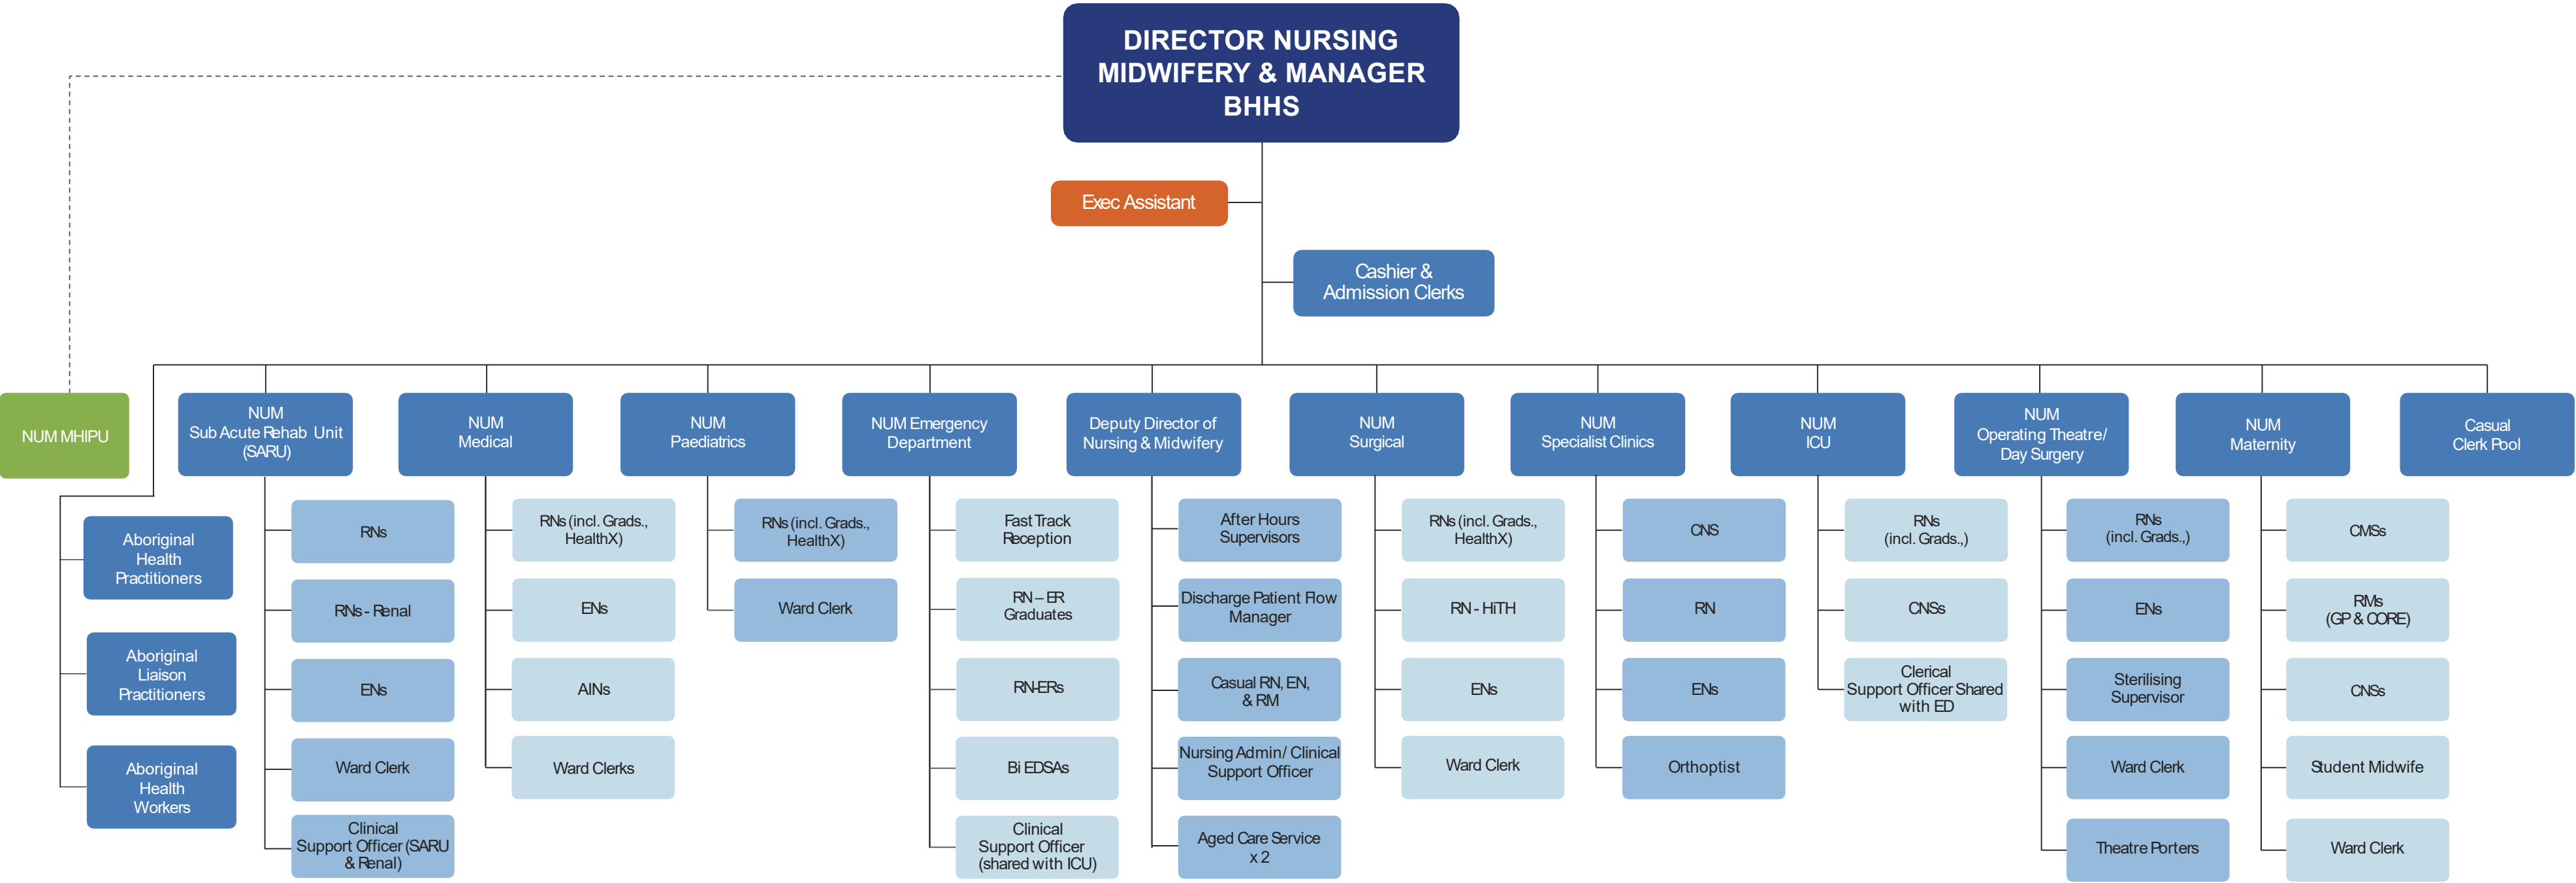 DIRECTOR NURSING
MIDWIFERY & MANAGER
BHHS
Exec Assistant
Cashier &
Admission Clerks
NUM MHIPU
Aboriginal
Health
Practitioners
Aboriginal
Liaison
Practitioners
Aboriginal
Health
Workers
NUM
Sub Acute Rehab Unit
(SARU)
RNs
RNs - Renal
ENs
Ward Clerk
Clinical
Support Officer (SARU
& Renal)
NUM
Medical
RNs (incl. Grads.,
HealthX)
ENs
AINs
Ward Clerks
NUM
Paediatrics
RNs (incl. Grads.,
HealthX)
Ward Clerk
NUM Emergency
Department
Fast Track
Reception
RN – ER
Graduates
RN-ERs
Bi EDSAs
Clinical
Support Officer
(shared with ICU)
Deputy Director of
Nursing & Midwifery
After Hours
Supervisors
Discharge Patient Flow
Manager
Casual RN, EN,
& RM
Nursing Admin/ Clinical
Support Officer
Aged Care Service
x 2
NUM
Surgical
RNs (incl. Grads.,
HealthX)
RN - HiTH
ENs
Ward Clerk
NUM
Specialist Clinics
CNS
RN
ENs
Orthoptist
NUM
ICU
RNs
(incl. Grads.,)
CNSs
Clerical
Support Officer Shared
with ED
NUM
Operating Theatre/
Day Surgery
RNs
(incl. Grads.,)
ENs
Sterilising
Supervisor
Ward Clerk
Theatre Porters
NUM
Maternity
CMSs
RMs
(GP & CORE)
CNSs
Student Midwife
Ward Clerk
Casual
Clerk Pool